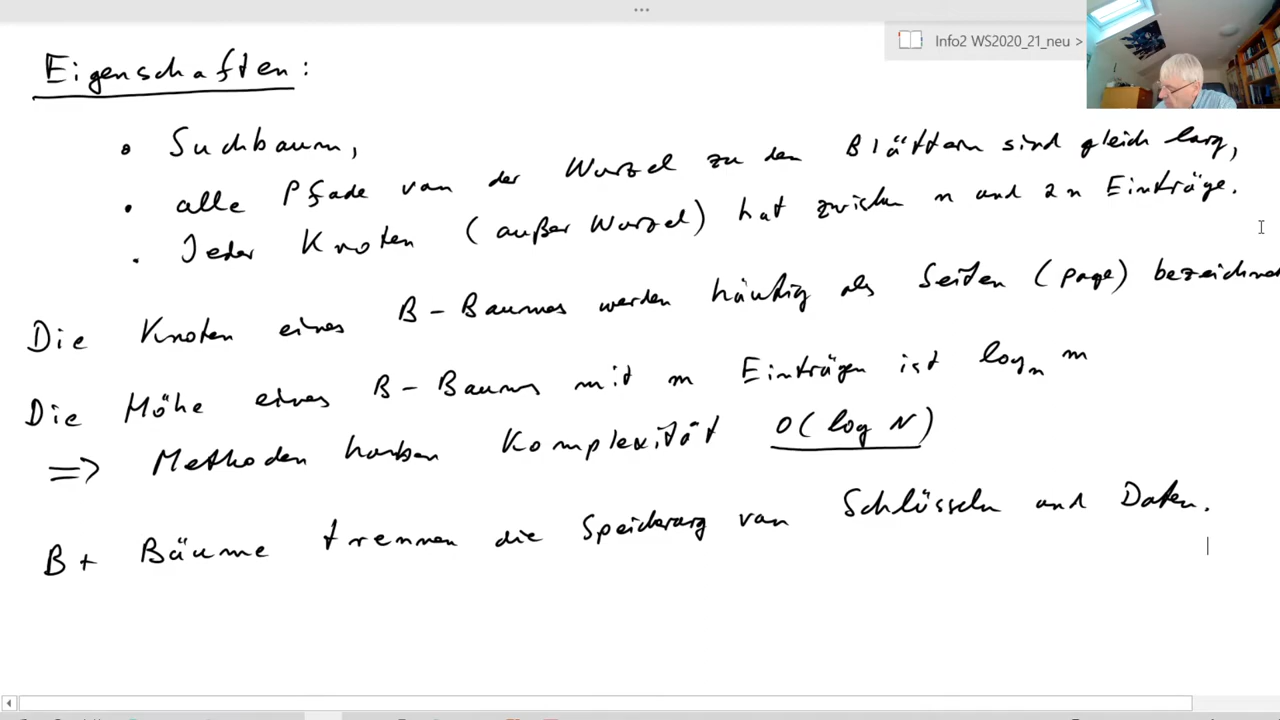 Info2 WS2020_21_neu >
Eigenschaften:
• Suchbaum,
• alle Pfade von der Wurzel zu den Blättern sind gleich lang,
• Jeder Knoten (außer Wurzel) hat zwischen n und 2n Einträge.
Die Knoten eines B-Baumes werden häufig als Seiten (page) bezeichnet
Die Höhe eines B-Baums mit m Einträgen ist log_n m
=> Methoden haben Komplexität O(log N)
B+ Bäume trennen die Speicherung von Schlüsseln und Daten.